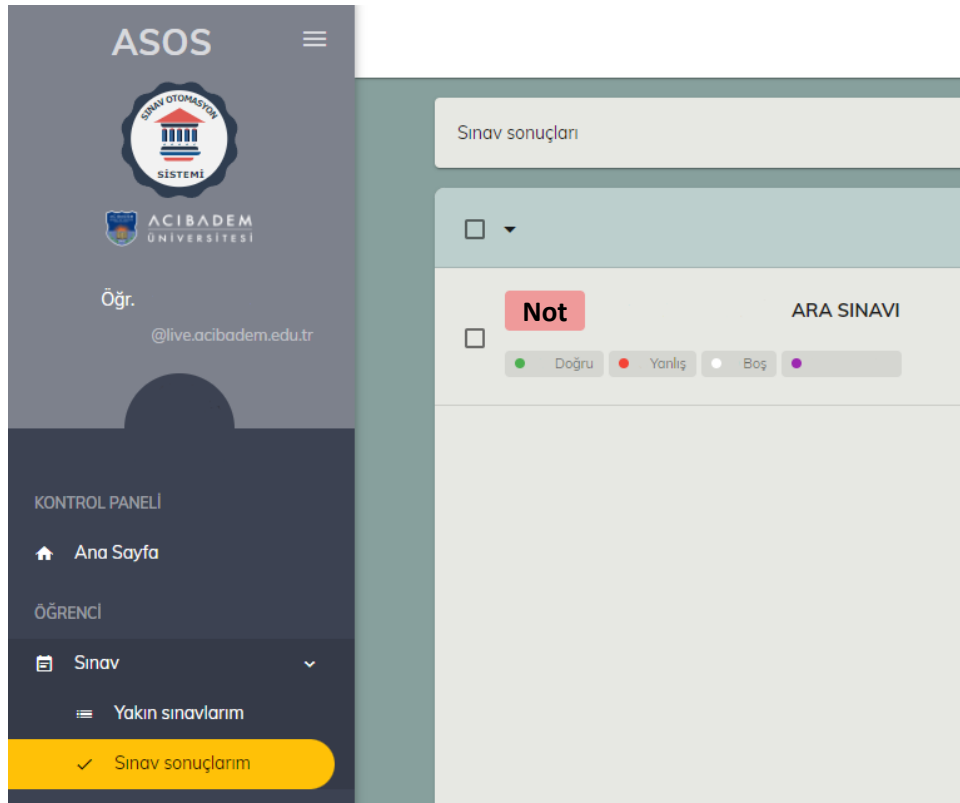 ASOS
SINAV OTOMASYON
SİSTEMİ
ACIBADEM
ÜNİVERSİTESİ
Öğr.
@live.acibadem.edu.tr
KONTROL PANELİ
Ana Sayfa
ÖĞRENCİ
Sınav
Yakın sınavlarım
Sınav sonuçlarım
Sınav sonuçları
Not ARA SINAVI
Doğru Yanlış Boş